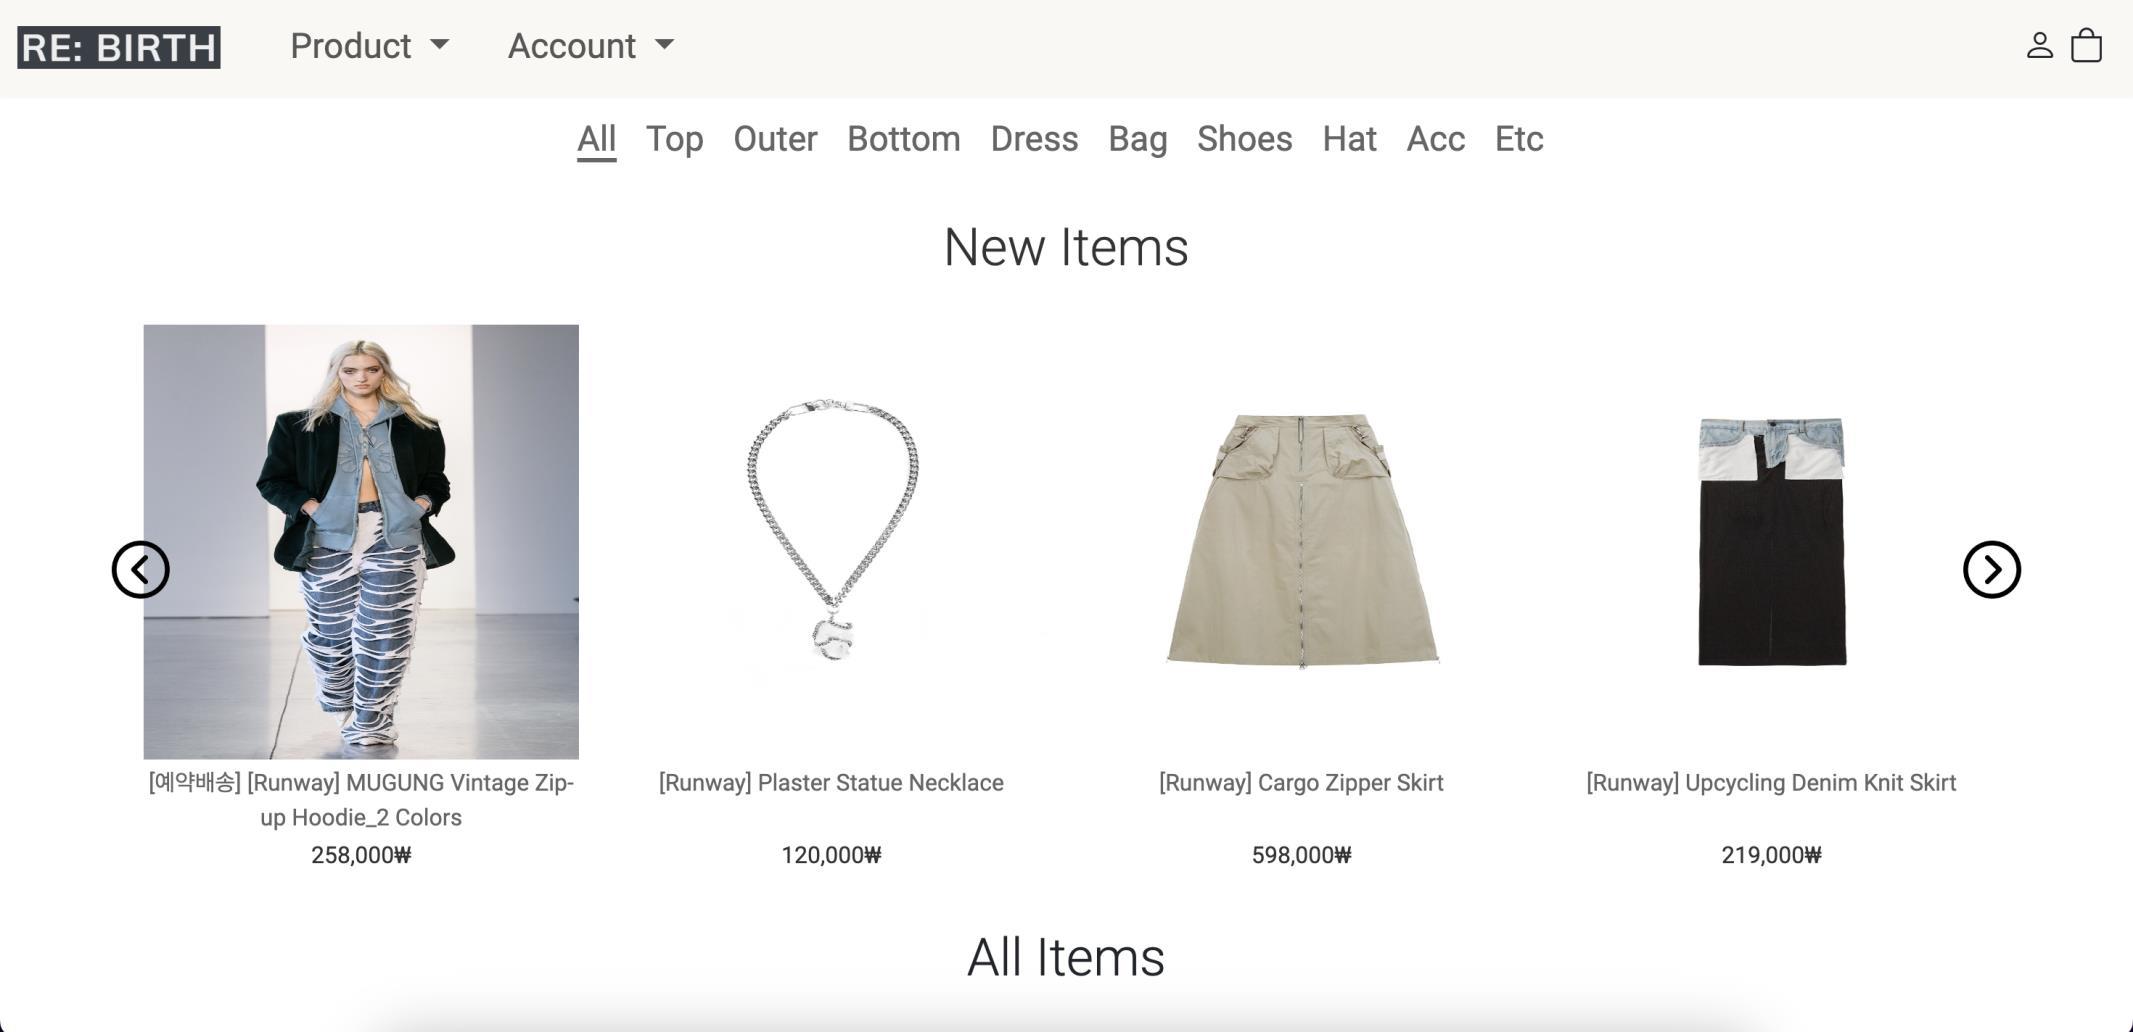 RE: BIRTH
Product
Account
All Top Outer Bottom Dress Bag Shoes Hat Acc Etc
New Items
[예약배송] [Runway] MUGUNG Vintage Zip-
up Hoodie_2 Colors
258,000₩
[Runway] Plaster Statue Necklace
120,000₩
[Runway] Cargo Zipper Skirt
598,000₩
[Runway] Upcycling Denim Knit Skirt
219,000₩
All Items